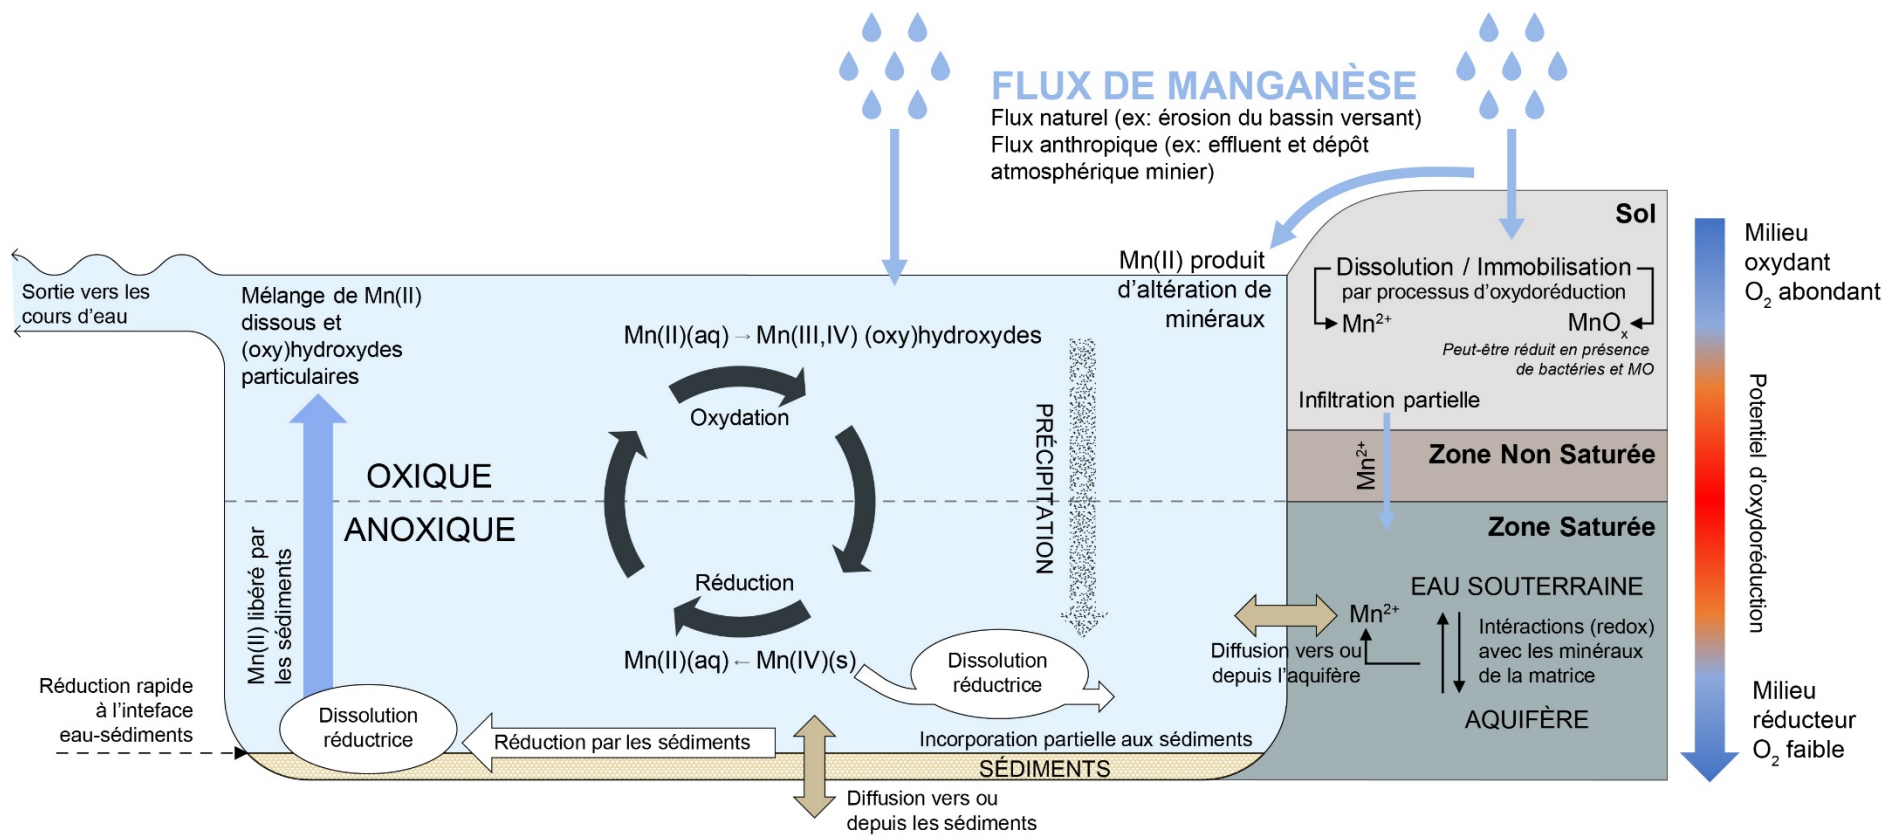 FLUX DE MANGANÈSE
Flux naturel (ex: érosion du bassin versant)
Flux anthropique (ex: effluent et dépôt
atmosphérique minier)
Sortie vers les
cours d'eau
Mélange de Mn(II)
dissous et
(oxy)hydroxydes
particulaires
Mn(II)(aq) → Mn(III,IV) (oxy)hydroxydes
Oxydation
PRÉCIPITATION
OXIQUE
ANOXIQUE
Mn(II) libéré par
les sédiments
Réduction
Mn(II)(aq) ← Mn(IV)(s)
Dissolution
réductrice
Réduction rapide
à l'inteface
eau-sédiments
Dissolution
réductrice
Réduction par les sédiments
Incorporation partielle aux sédiments
SÉDIMENTS
Diffusion vers ou
depuis les sédiments
Mn(II) produit
d'altération de
minéraux
Sol
Dissolution / Immobilisation
par processus d'oxydoréduction
Mn²⁺
MnOₓ
Peut-être réduit en présence
de bactéries et MO
Infiltration partielle
Mn²⁺
Zone Non Saturée
Zone Saturée
EAU SOUTERRAINE
Mn²⁺
Diffusion vers ou
depuis l'aquifère
Intéractions (redox)
avec les minéraux
de la matrice
AQUIFÈRE
Milieu
oxydant
O₂ abondant
Potentiel d'oxydoréduction
Milieu
réducteur
O₂ faible